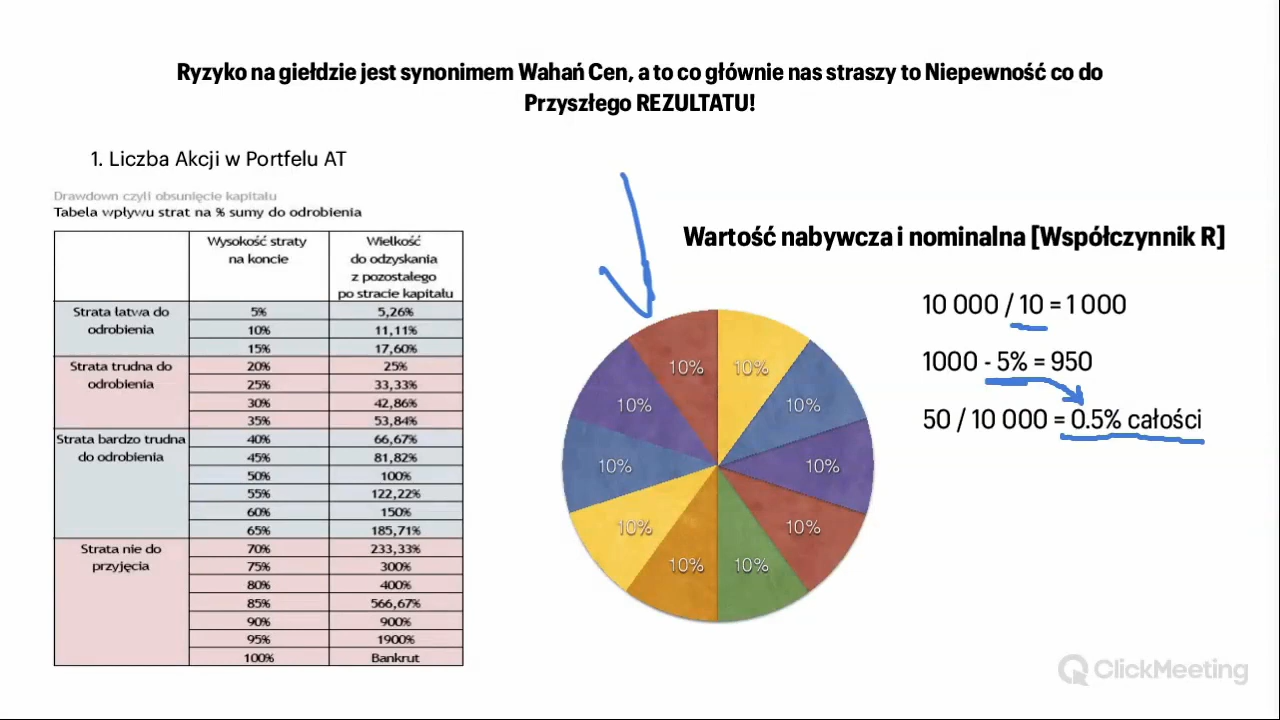 Ryzyko na giełdzie jest synonimem Wahań Cen, a to co głównie nas straszy to Niepewność co do
Przyszłego REZULTATU!
1. Liczba Akcji w Portfelu AT
Drawdown czyli obsunięcie kapitału
Tabela wpływu strat na % sumy do odrobienia
Wysokość straty
na koncie
Wielkość
do odzyskania
z pozostałego
po stracie kapitału
Strata łatwa do
odrobienia
5% 5,26%
10% 11,11%
15% 17,60%
Strata trudna do
odrobienia
20% 25%
25% 33,33%
30% 42,86%
35% 53,84%
Strata bardzo trudna
do odrobienia
40% 66,67%
45% 81,82%
50% 100%
55% 122,22%
60% 150%
65% 185,71%
Strata nie do
przyjęcia
70% 233,33%
75% 300%
80% 400%
85% 566,67%
90% 900%
95% 1900%
100% Bankrut
10% 10%
10% 10%
10% 10%
10% 10%
10% 10%
Wartość nabywcza i nominalna [Współczynnik R]
10 000 / 10 = 1 000
1000 - 5% = 950
50 / 10 000 = 0.5% całości
ClickMeeting